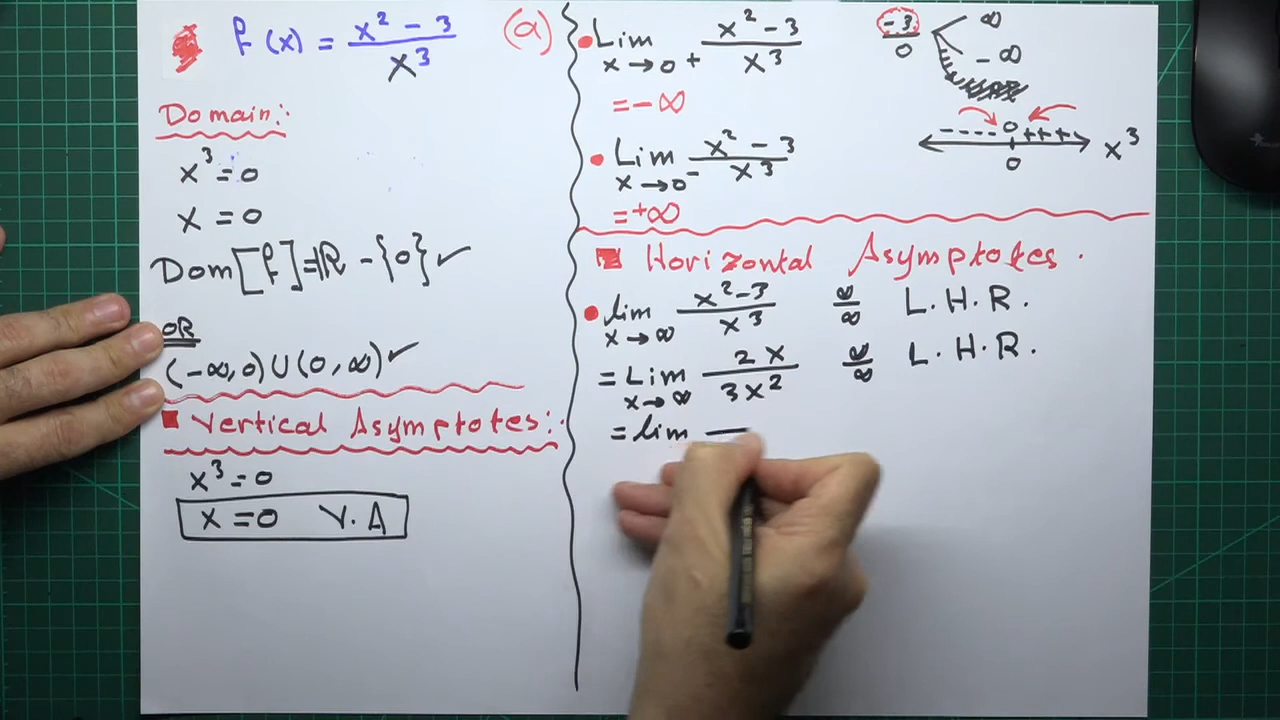 f(x) = x² - 3 / x³
(a)
Domain:
x³ = 0
x = 0
Dom[f] = ℝ - {0} ✓
OR
(-∞, 0) ∪ (0, ∞) ✓
Vertical Asymptotes:
x³ = 0
x = 0 V.A
• Lim x→0⁺ x² - 3 / x³
= -∞
• Lim x→0⁻ x² - 3 / x³
= +∞
-3 / 0
∞
- ∞
- - - - 0 + + +
0
x³
Horizontal Asymptotes.
• lim x→∞ x² - 3 / x³ ∞/∞ L.H.R.
= Lim x→∞ 2x / 3x² ∞/∞ L.H.R.
= lim